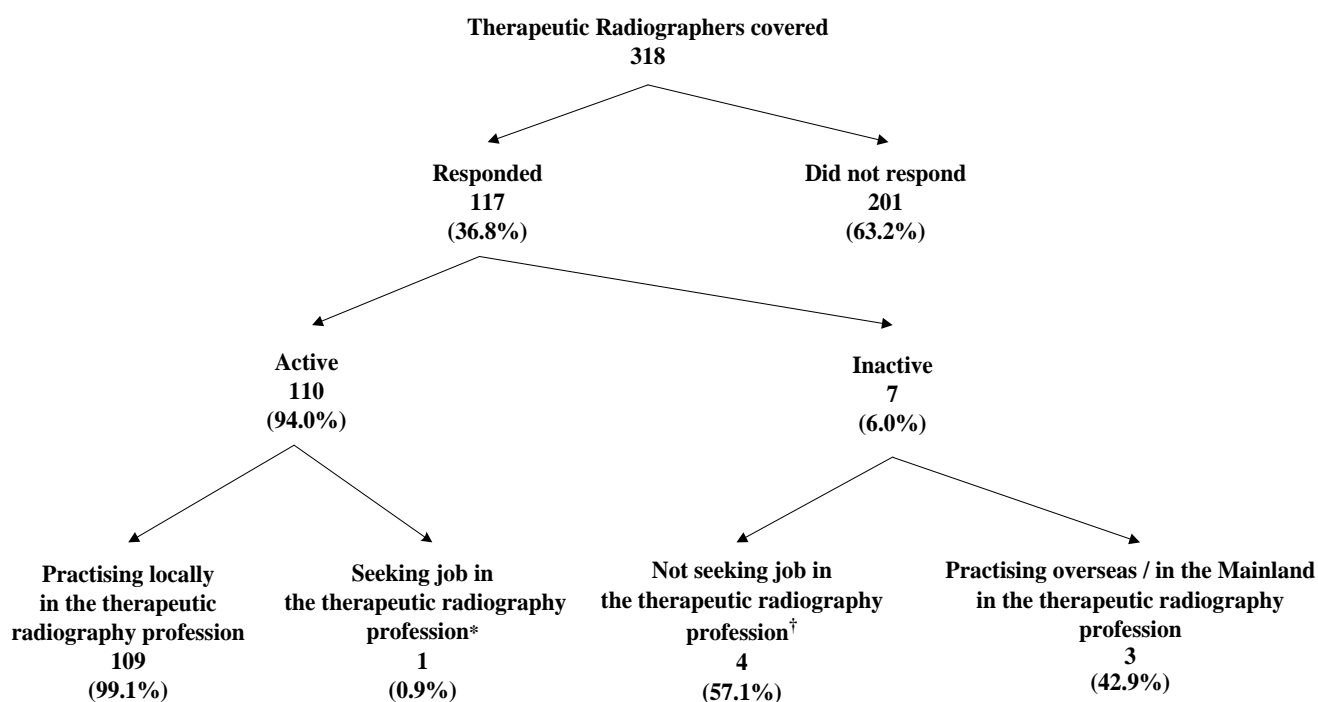 Therapeutic Radiographers covered
318
Responded
117
(36.8%)
Did not respond
201
(63.2%)
Active
110
(94.0%)
Inactive
7
(6.0%)
Practising locally
in the therapeutic
radiography profession
109
(99.1%)
Seeking job in
the therapeutic radiography
profession*
1
(0.9%)
Not seeking job in
the therapeutic radiography
profession†
4
(57.1%)
Practising overseas / in the Mainland
in the therapeutic radiography
profession
3
(42.9%)